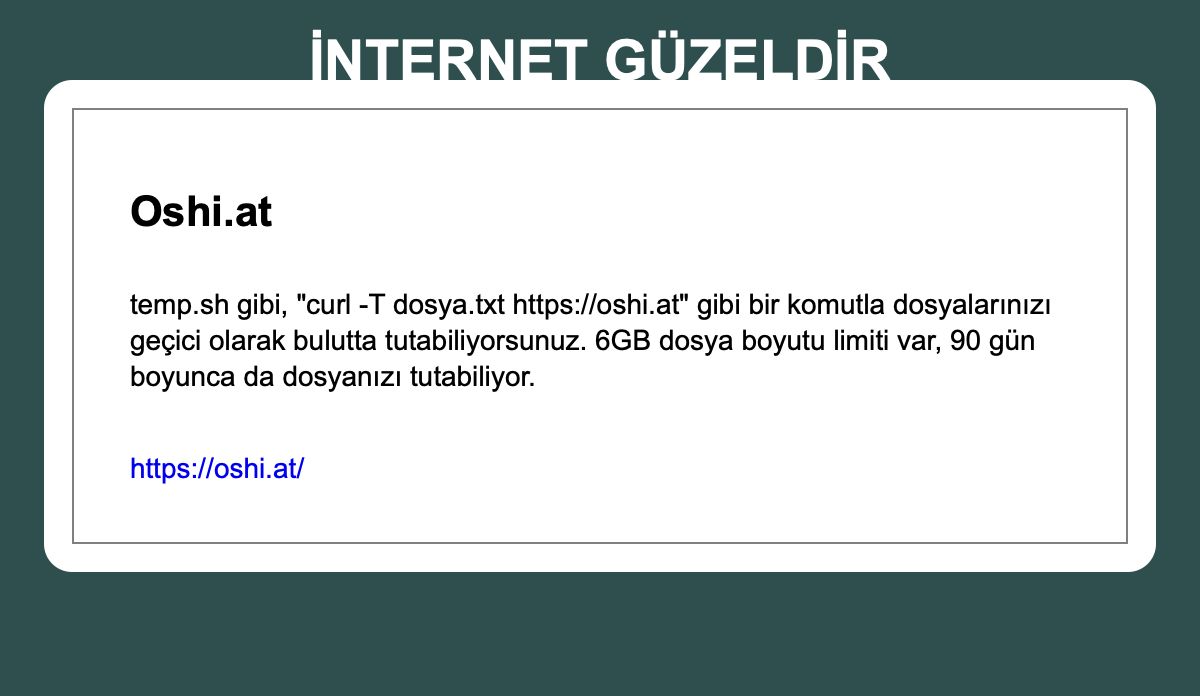 İNTERNET GÜZELDİR
Oshi.at
temp.sh gibi, "curl -T dosya.txt https://oshi.at" gibi bir komutla dosyalarınızı
geçici olarak bulutta tutabiliyorsunuz. 6GB dosya boyutu limiti var, 90 gün
boyunca da dosyanızı tutabiliyor.
https://oshi.at/